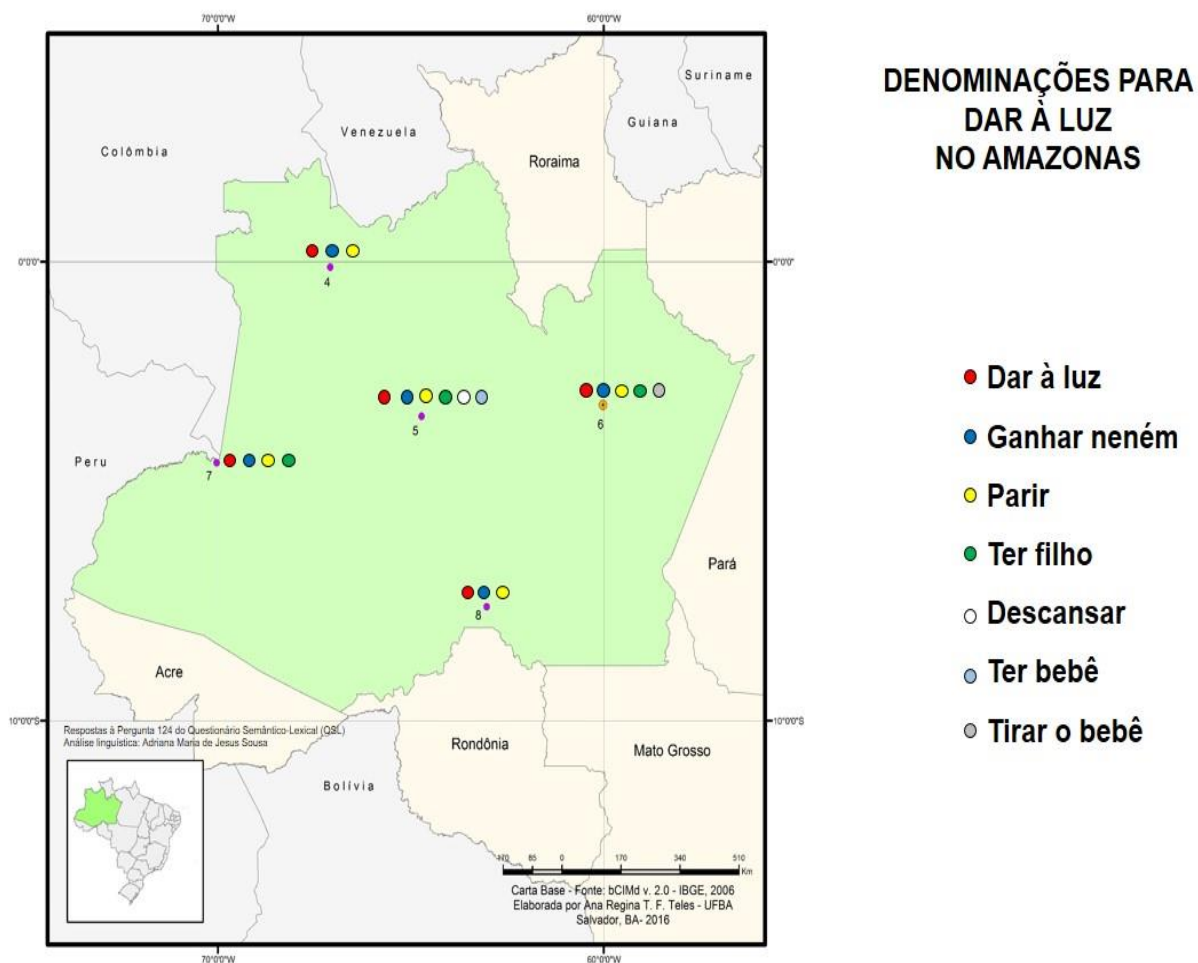 70°0'0"W
60°0'0"W
DENOMINAÇÕES PARA
DAR À LUZ
NO AMAZONAS
Suriname
Guiana
Venezuela
Colômbia
Roraima
0°0'0"
0°0'0"
4
5
6
Peru
7
8
Pará
Acre
Rondônia
Mato Grosso
Bolívia
10°0'0"S
10°0'0"S
Dar à luz
Ganhar neném
Parir
Ter filho
Descansar
Ter bebê
Tirar o bebê
Respostas à Pergunta 124 do Questionário Semântico-Lexical (QSL)
Análise linguística: Adriana Maria de Jesus Sousa
85 0 170 340 510
Km
Carta Base - Fonte: bCIMd v. 2.0 - IBGE, 2006
Elaborada por Ana Regina T. F. Teles - UFBA
Salvador, BA- 2016
70°0'0"W
60°0'0"W